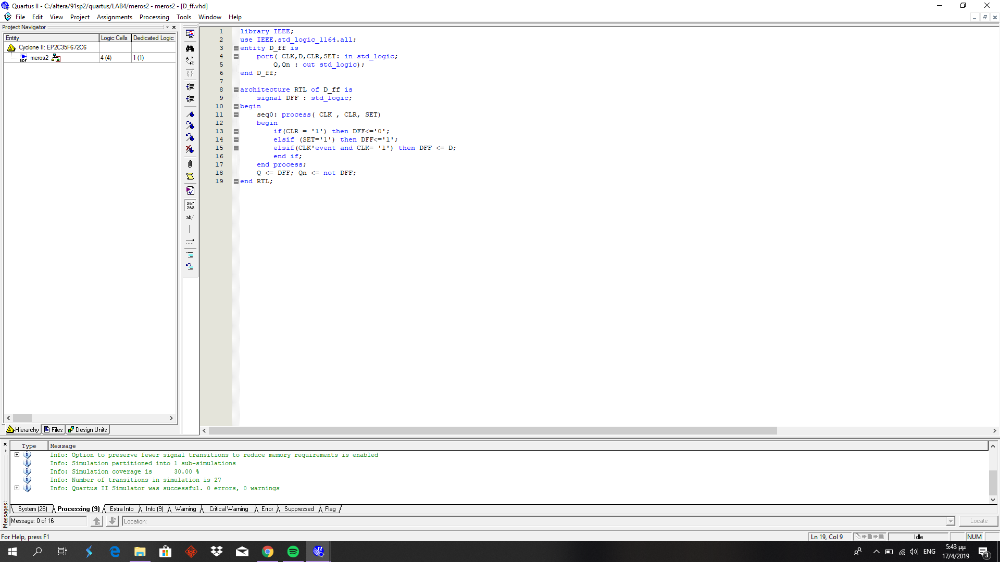 Quartus II - C:/altera/91sp2/quartus/LAB4/meros2 - meros2 - [D_ff.vhd]
File Edit View Project Assignments Processing Tools Window Help
Project Navigator
Entity Logic Cells Dedicated Logic
Cyclone II: EP2C35F672C6
meros2 4 (4) 1 (1)
Hierarchy Files Design Units
267
268
ab/
1 library IEEE;
2 use IEEE.std_logic_1164.all;
3 entity D_ff is
4 port( CLK,D,CLR,SET: in std_logic;
5 Q,Qn : out std_logic);
6 end D_ff;
7
8 architecture RTL of D_ff is
9 signal DFF : std_logic;
10 begin
11 seq0: process( CLK , CLR, SET)
12 begin
13 if(CLR = '1') then DFF<='0';
14 elsif (SET='1') then DFF<='1';
15 elsif(CLK'event and CLK= '1') then DFF <= D;
16 end if;
17 end process;
18 Q <= DFF; Qn <= not DFF;
19 end RTL;
Type Message
Info: Option to preserve fewer signal transitions to reduce memory requirements is enabled
Info: Simulation partitioned into 1 sub-simulations
Info: Simulation coverage is 30.00 %
Info: Number of transitions in simulation is 27
Info: Quartus II Simulator was successful. 0 errors, 0 warnings
System (26) Processing (9) Extra Info Info (9) Warning Critical Warning Error Suppressed Flag
Messages
Message: 0 of 16 Location: Locate
For Help, press F1 Ln 19, Col 9 Idle NUM
ENG 5:43 μμ
17/4/2019
3